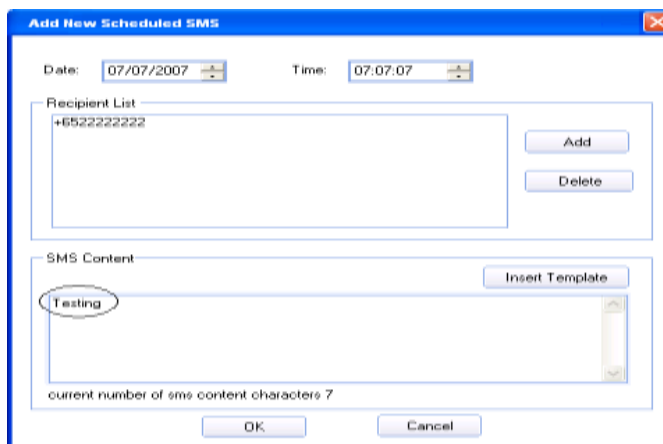 Add New Scheduled SMS
Date: 07/07/2007 Time: 07:07:07
Recipient List
+6522222222
Add
Delete
SMS Content
Insert Template
Testing
current number of sms content characters 7
OK Cancel